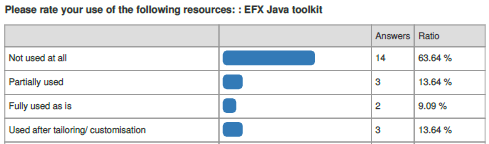 Please rate your use of the following resources: : EFX Java toolkit
Answers Ratio
Not used at all 14 63.64 %
Partially used 3 13.64 %
Fully used as is 2 9.09 %
Used after tailoring/ customisation 3 13.64 %